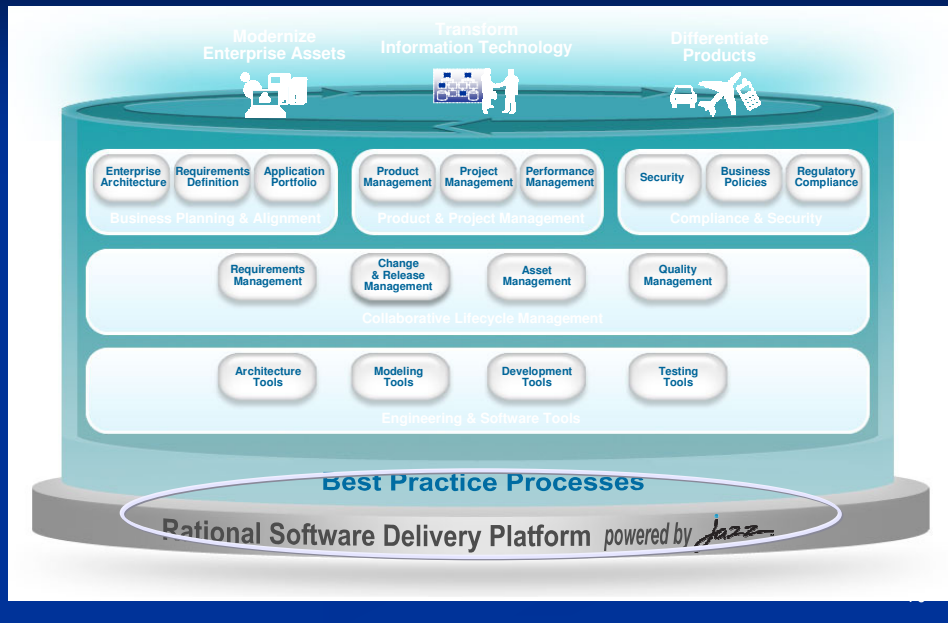 Modernize
Enterprise Assets
Transform
Information Technology
Differentiate
Products
Enterprise
Architecture
Requirements
Definition
Application
Portfolio
Business Planning & Alignment
Product
Management
Project
Management
Performance
Management
Product & Project Management
Security
Business
Policies
Regulatory
Compliance
Compliance & Security
Requirements
Management
Change
& Release
Management
Asset
Management
Quality
Management
Collaborative Lifecycle Management
Architecture
Tools
Modeling
Tools
Development
Tools
Testing
Tools
Engineering & Software Tools
Best Practice Processes
Rational Software Delivery Platform powered by jazz